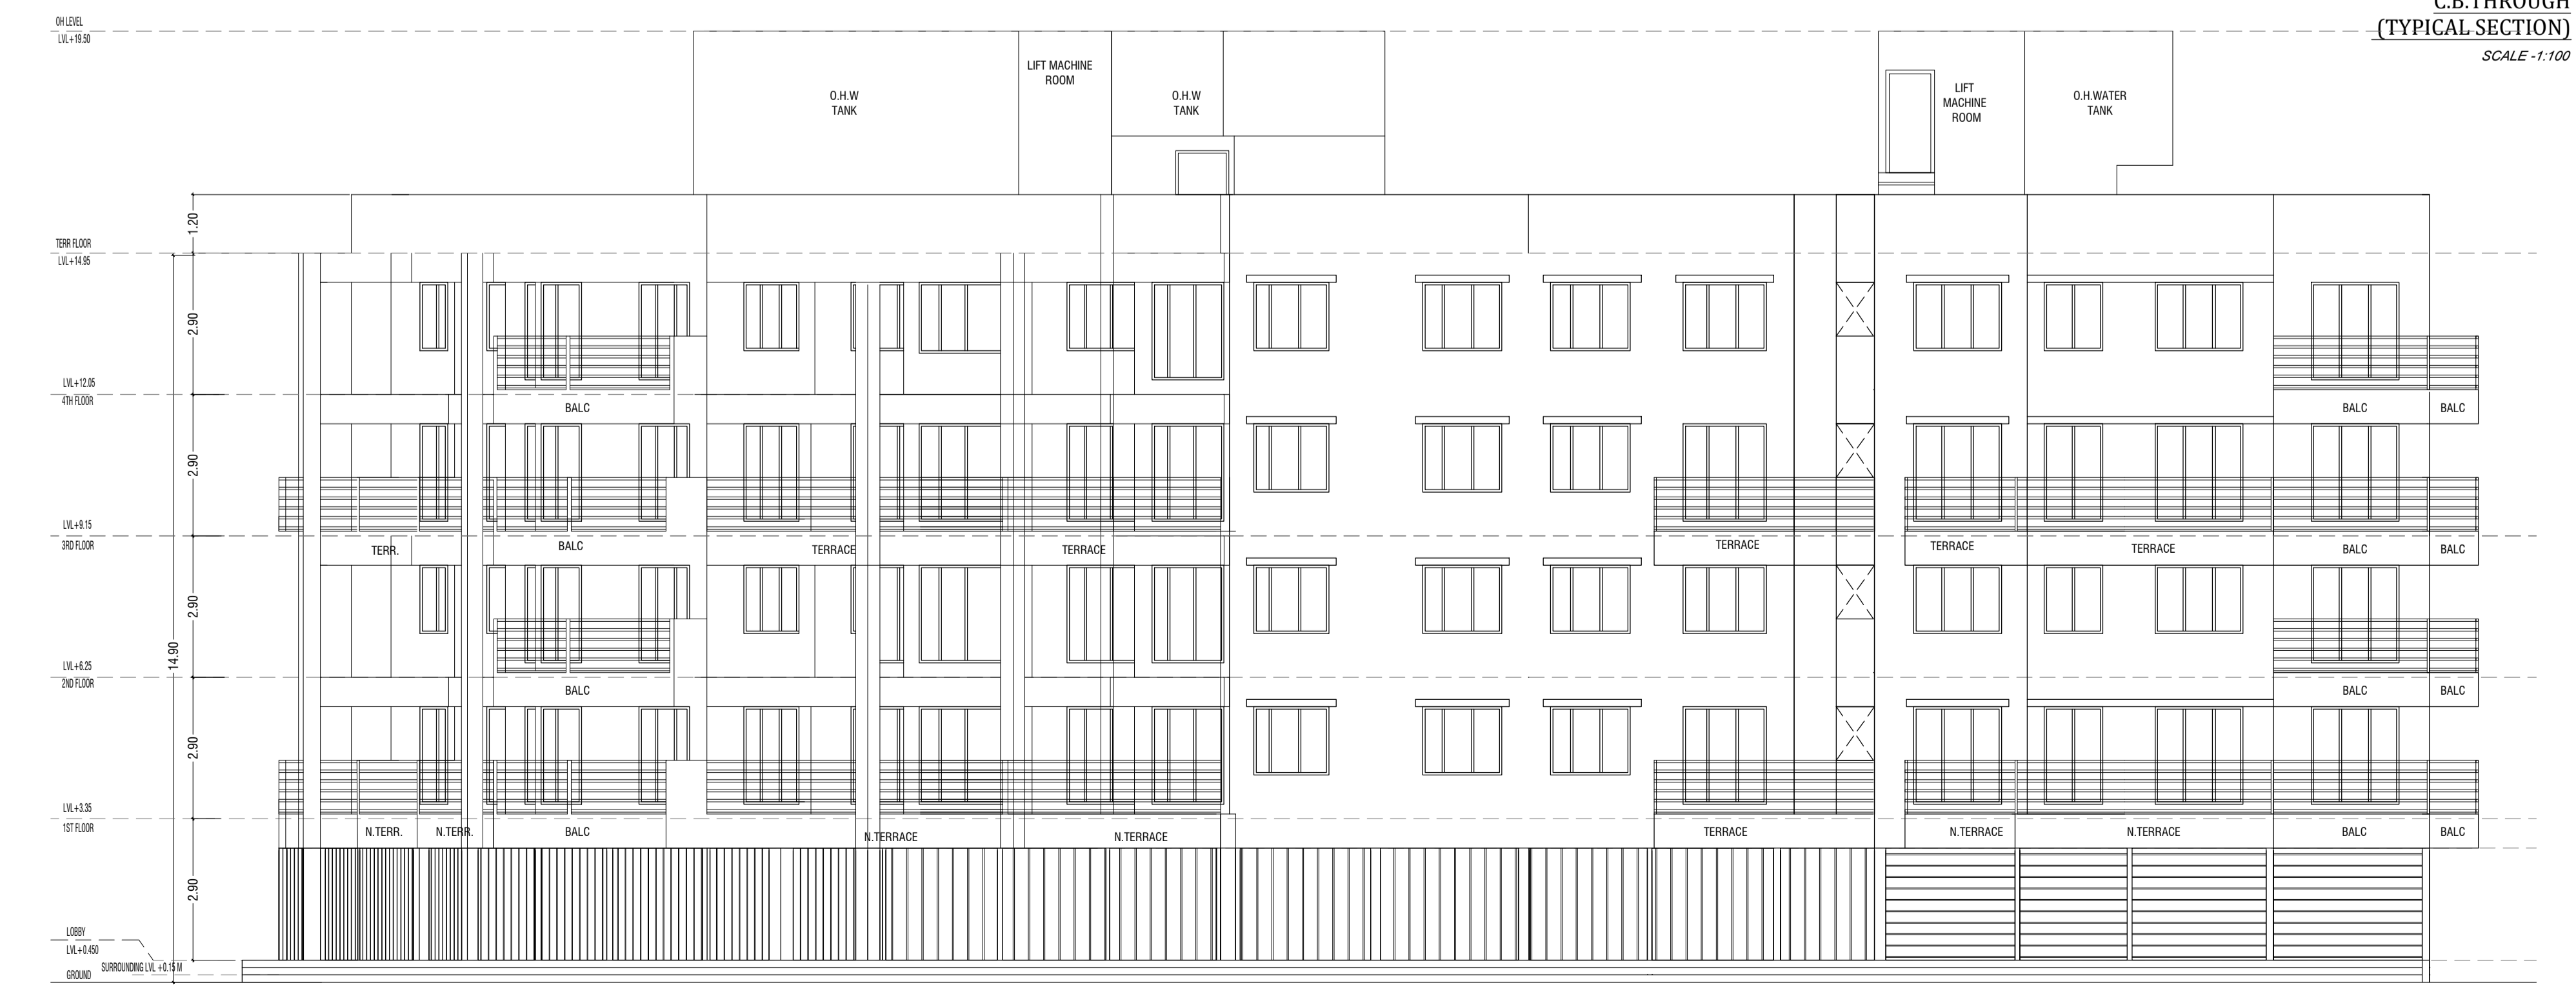 C.B.THROUGH
(TYPICAL SECTION)
SCALE -1:100
OH LEVEL
LVL+19.50
LIFT MACHINE
ROOM
O.H.W
TANK
O.H.W
TANK
LIFT
MACHINE
ROOM
O.H.WATER
TANK
1.20
TERR FLOOR
LVL+14.95
2.90
LVL+12.05
4TH FLOOR
BALC
BALC
BALC
2.90
LVL+9.15
3RD FLOOR
TERR.
BALC
TERRACE
TERRACE
TERRACE
TERRACE
TERRACE
BALC
BALC
2.90
14.90
LVL+6.25
2ND FLOOR
BALC
BALC
BALC
2.90
LVL+3.35
1ST FLOOR
N.TERR.
N.TERR.
BALC
N.TERRACE
N.TERRACE
TERRACE
N.TERRACE
N.TERRACE
BALC
BALC
2.90
LOBBY
LVL+0.450
SURROUNDING LVL +0.15 M
GROUND